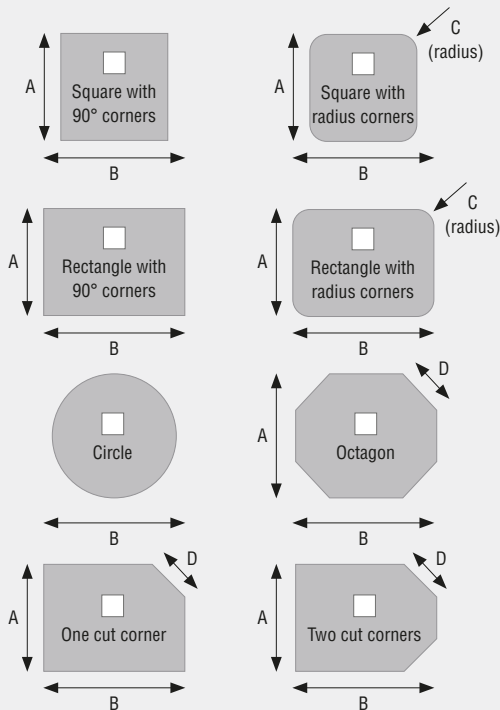 A
Square with
90° corners
B
C
(radius)
A
Square with
radius corners
B
A
Rectangle with
90° corners
B
C
(radius)
A
Rectangle with
radius corners
B
Circle
B
D
A
Octagon
B
D
A
One cut corner
B
D
A
Two cut corners
B